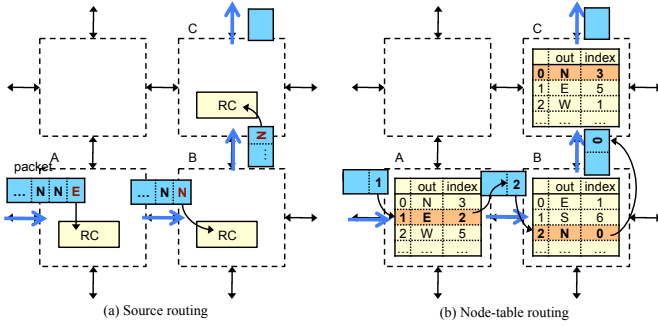 C
RC
N
...
packet
A
B
... N N E
... N N
RC
RC
(a) Source routing
C
out index
0 N 3
1 E 5
2 W 1
... ... ...
0
A
B
1
out index
0 N 3
1 E 2
2 W 5
... ... ...
2
out index
0 E 1
1 S 6
2 N 0
... ... ...
(b) Node-table routing